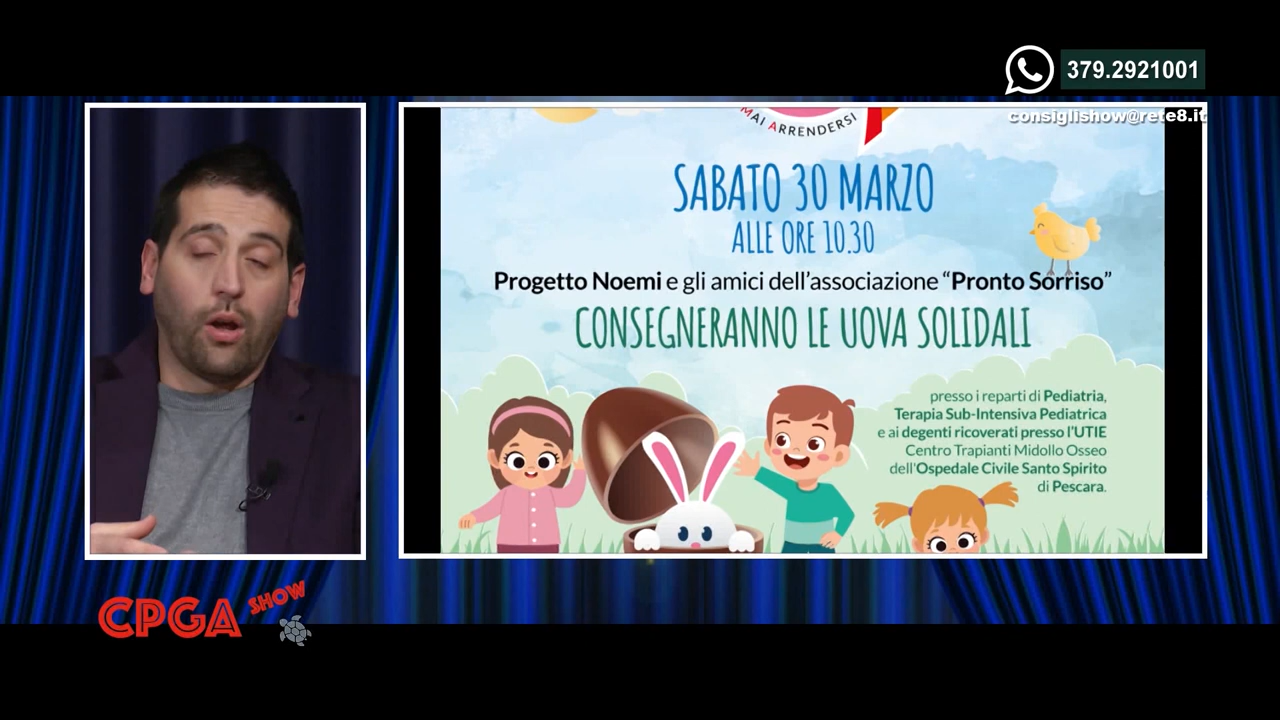 379.2921001
consiglishow@rete8.it
MAI ARRENDERSI
SABATO 30 MARZO
ALLE ORE 10.30
Progetto Noemi e gli amici dell'associazione “Pronto Sorriso”
CONSEGNERANNO LE UOVA SOLIDALI
presso i reparti di Pediatria,
Terapia Sub-Intensiva Pediatrica
e ai degenti ricoverati presso l'UTIE
Centro Trapianti Midollo Osseo
dell'Ospedale Civile Santo Spirito
di Pescara.
CPGA SHOW